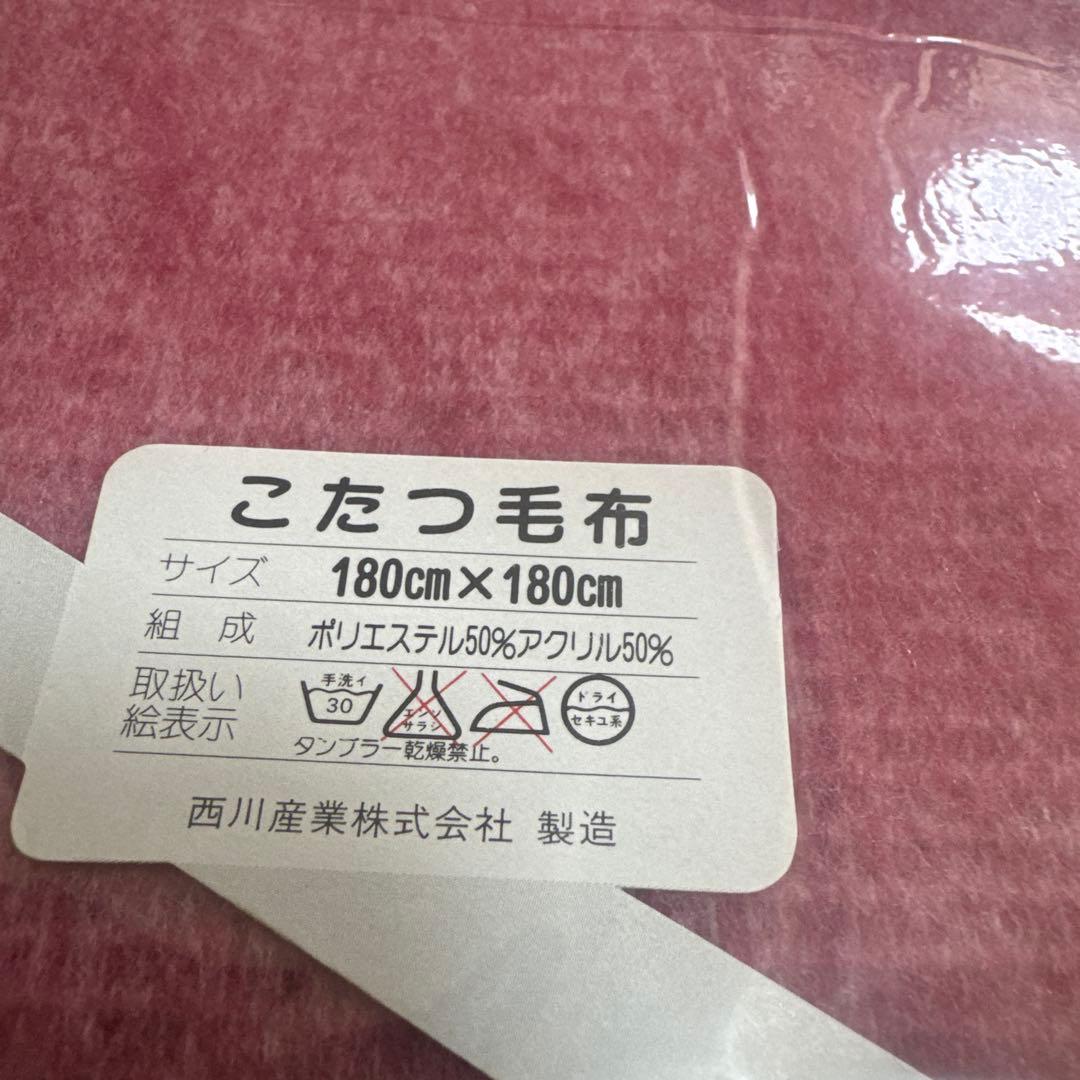 こたつ毛布
サイズ 180cm×180cm
組成 ポリエステル50%アクリル50%
取扱い
絵表示
手洗イ
30
エンソ
サラシ
ドライ
セキユ系
タンブラー乾燥禁止。
西川産業株式会社 製造